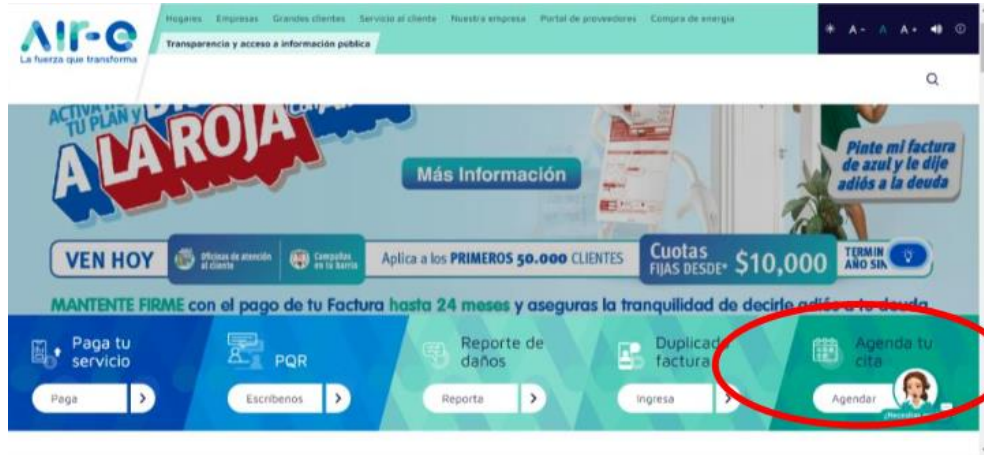 AIR-E
La fuerza que transforma
Hogares Empresas Grandes clientes Servicio al cliente Nuestra empresa Portal de proveedores Compra de energía
Transparencia y acceso a información pública
A- A A+
ACTIVA
TU PLAN Y
A LA ROJA
Más Información
Pinte mi factura
de azul y le dije
adiós a la deuda
VEN HOY
Oficinas de atención
al cliente
Campañas
en tu barrio
Aplica a los PRIMEROS 50.000 CLIENTES
Cuotas
FIJAS DESDE* $10,000
TERMIN
AÑO SIN
MANTENTE FIRME con el pago de tu Factura hasta 24 meses y aseguras la tranquilidad de decirle adiós a tu deuda
Paga tu
servicio
Paga
PQR
Escríbenos
Reporte de
daños
Reporta
Duplicado
factura
Ingresa
Agenda tu
cita
Agendar
¿Necesitas